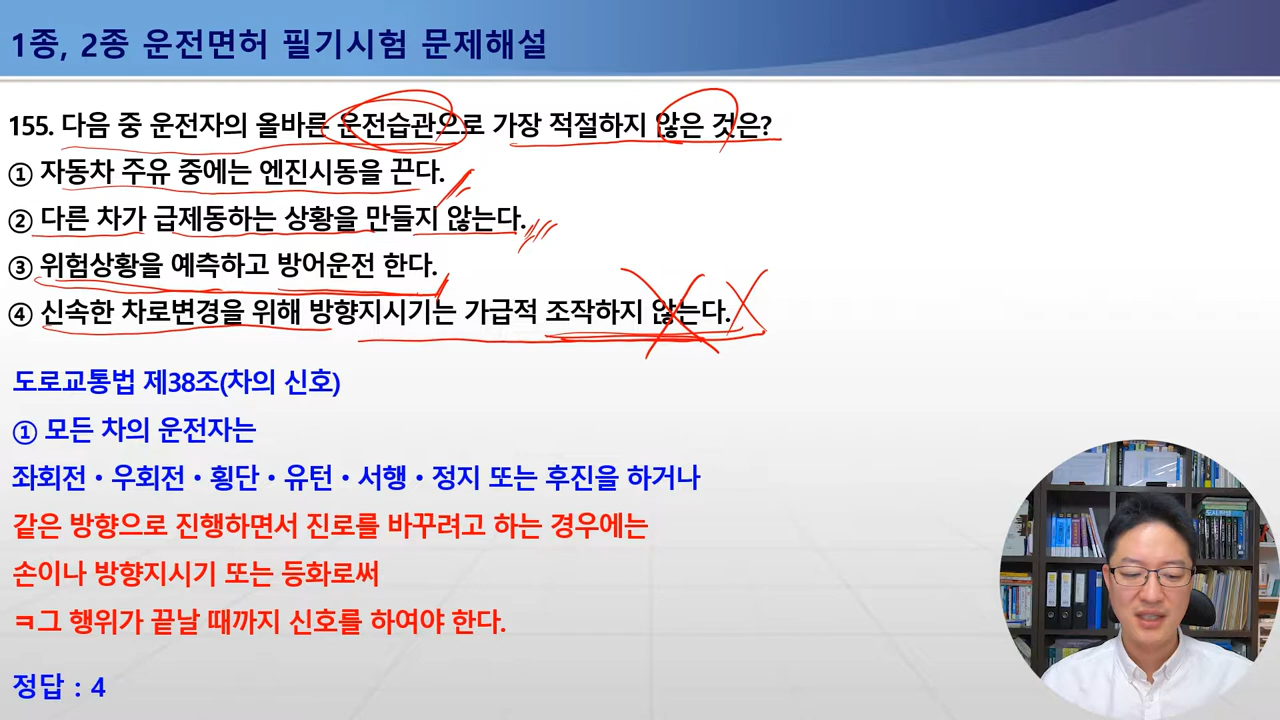 1종, 2종 운전면허 필기시험 문제해설
155. 다음 중 운전자의 올바른 운전습관으로 가장 적절하지 않은 것은?
① 자동차 주유 중에는 엔진시동을 끈다.
② 다른 차가 급제동하는 상황을 만들지 않는다.
③ 위험상황을 예측하고 방어운전 한다.
④ 신속한 차로변경을 위해 방향지시기는 가급적 조작하지 않는다.
도로교통법 제38조(차의 신호)
① 모든 차의 운전자는
좌회전・우회전・횡단・유턴・서행・정지 또는 후진을 하거나
같은 방향으로 진행하면서 진로를 바꾸려고 하는 경우에는
손이나 방향지시기 또는 등화로써
ㅋ그 행위가 끝날 때까지 신호를 하여야 한다.
정답 : 4